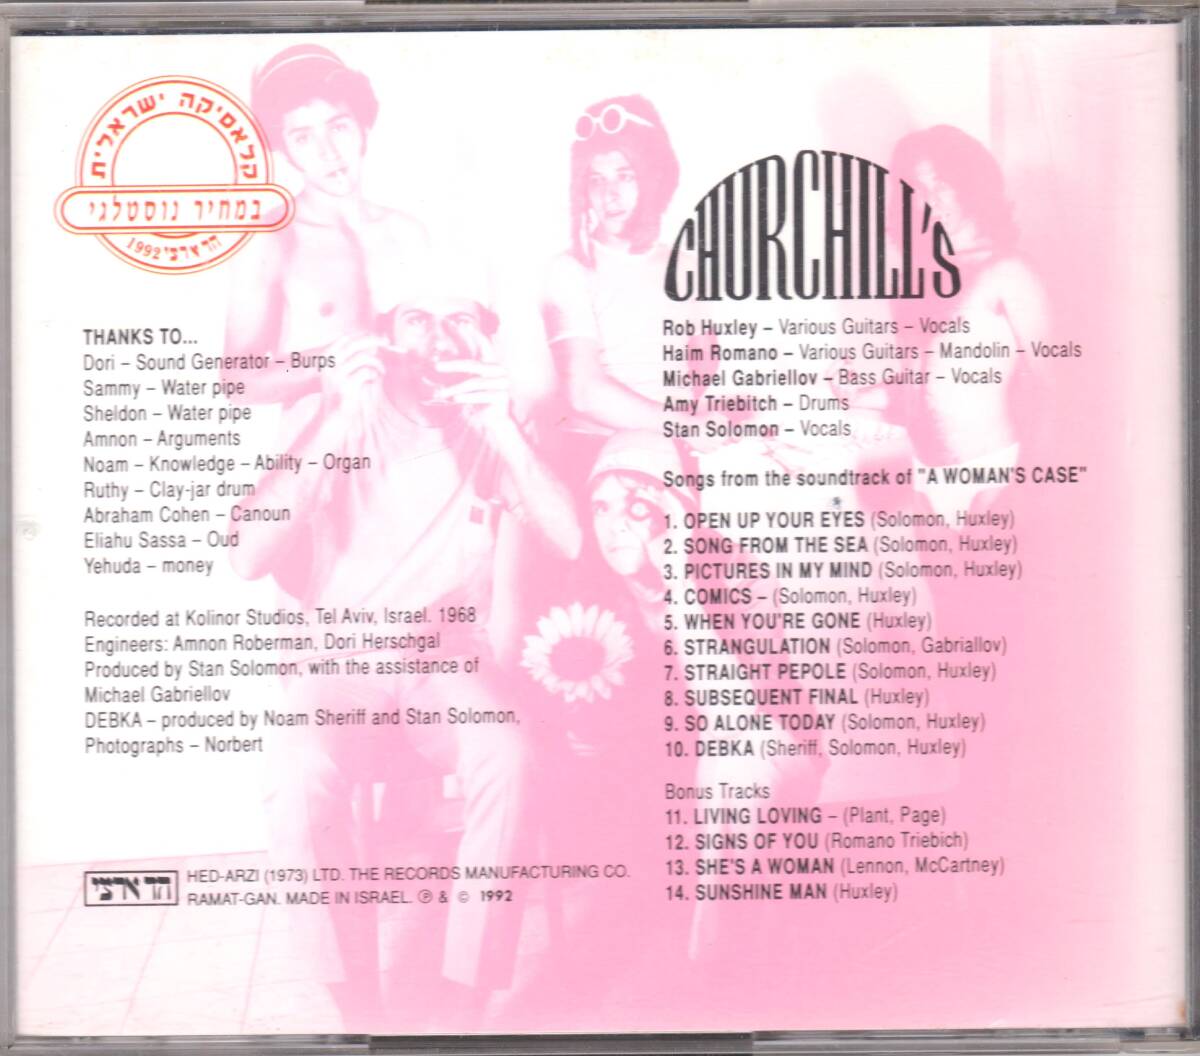 קלאסיקה ישראלית
במחיר נוסטלגי
הד ארצי 1992
THANKS TO...
Dori – Sound Generator – Burps
Sammy – Water pipe
Sheldon – Water pipe
Amnon – Arguments
Noam – Knowledge – Ability – Organ
Ruthy – Clay-jar drum
Abraham Cohen – Canoun
Eliahu Sassa – Oud
Yehuda – money
Recorded at Kolinor Studios, Tel Aviv, Israel. 1968
Engineers: Amnon Roberman, Dori Herschgal
Produced by Stan Solomon, with the assistance of
Michael Gabriellov
DEBKA – produced by Noam Sheriff and Stan Solomon,
Photographs – Norbert
הד ארצי
HED-ARZI (1973) LTD. THE RECORDS MANUFACTURING CO.
RAMAT-GAN. MADE IN ISRAEL. ℗ & © 1992
CHURCHILL'S
Rob Huxley – Various Guitars – Vocals
Haim Romano – Various Guitars – Mandolin – Vocals
Michael Gabriellov – Bass Guitar – Vocals
Amy Triebitch – Drums
Stan Solomon – Vocals
Songs from the soundtrack of "A WOMAN'S CASE"
1. OPEN UP YOUR EYES (Solomon, Huxley)
2. SONG FROM THE SEA (Solomon, Huxley)
3. PICTURES IN MY MIND (Solomon, Huxley)
4. COMICS – (Solomon, Huxley)
5. WHEN YOU'RE GONE (Huxley)
6. STRANGULATION (Solomon, Gabriallov)
7. STRAIGHT PEPOLE (Solomon, Huxley)
8. SUBSEQUENT FINAL (Huxley)
9. SO ALONE TODAY (Solomon, Huxley)
10. DEBKA (Sheriff, Solomon, Huxley)
Bonus Tracks
11. LIVING LOVING – (Plant, Page)
12. SIGNS OF YOU (Romano Triebich)
13. SHE'S A WOMAN (Lennon, McCartney)
14. SUNSHINE MAN (Huxley)